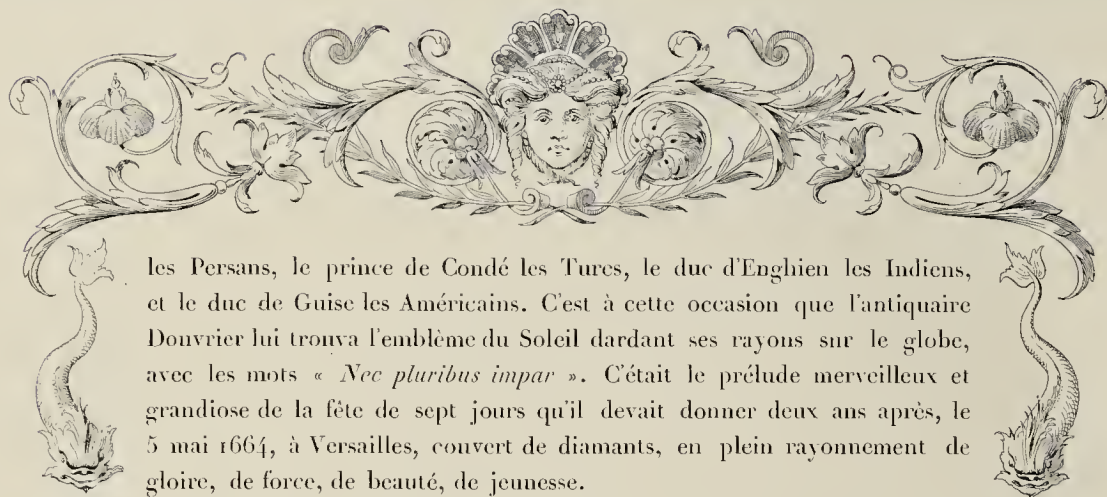 les Persans, le prince de Condé les Turcs, le duc d'Enghien les Indiens,
et le duc de Guise les Américains. C'est à cette occasion que l'antiquaire
Douvrier lui trouva l'emblème du Soleil dardant ses rayons sur le globe,
avec les mots « Nec pluribus impar ». C'était le prélude merveilleux et
grandiose de la fête de sept jours qu'il devait donner deux ans après, le
5 mai 1664, à Versailles, couvert de diamants, en plein rayonnement de
gloire, de force, de beauté, de jeunesse.